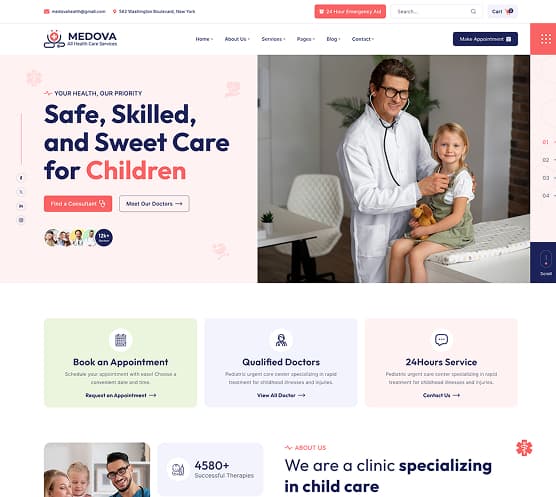 medovahealth@gmail.com
562 Washington Boulevard, New York
24 Hour Emergency Aid
Search...
Cart
MEDOVA
All Health Care Services
Home
About Us
Services
Pages
Blog
Contact
Make Appointment
YOUR HEALTH, OUR PRIORITY
Safe, Skilled,
and Sweet Care
for Children
Find a Consultant
Meet Our Doctors
12k+
01
02
03
04
Scroll
Book an Appointment
Schedule your appointment with ease! Choose a
convenient date and time.
Request an Appointment
Qualified Doctors
Pediatric urgent care center specializing in rapid
treatment for childhood illnesses and injuries.
View All Doctor
24Hours Service
Pediatric urgent care center specializing in rapid
treatment for childhood illnesses and injuries.
Contact Us
4580+
Successful Therapies
ABOUT US
We are a clinic specializing
in child care